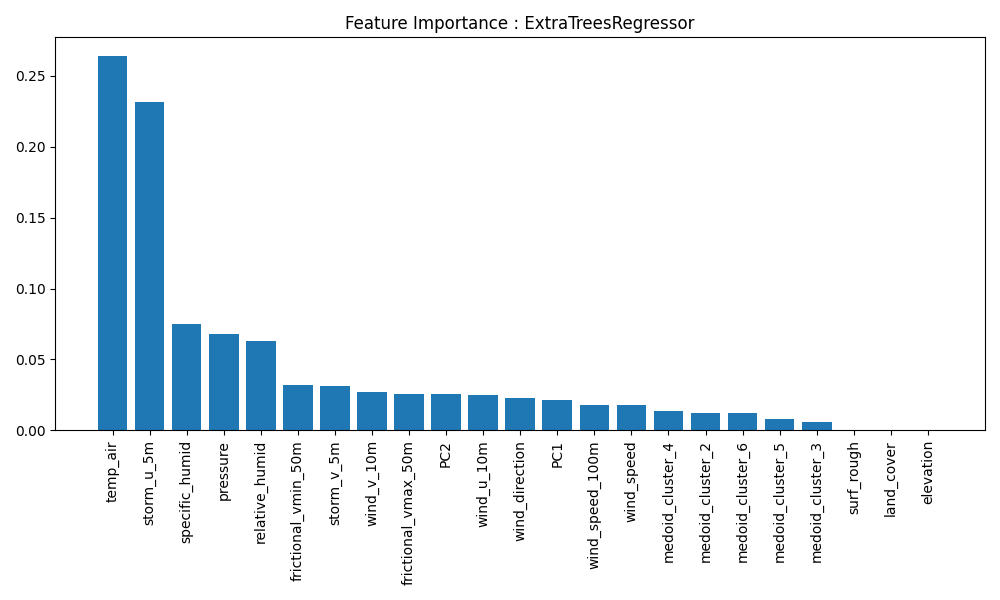 Feature Importance : ExtraTreesRegressor
0.25
0.20
0.15
0.10
0.05
0.00
temp_air
storm_u_5m
specific_humid
pressure
relative_humid
frictional_vmin_50m
storm_v_5m
wind_v_10m
frictional_vmax_50m
PC2
wind_u_10m
wind_direction
PC1
wind_speed_100m
wind_speed
medoid_cluster_4
medoid_cluster_2
medoid_cluster_6
medoid_cluster_5
medoid_cluster_3
surf_rough
land_cover
elevation